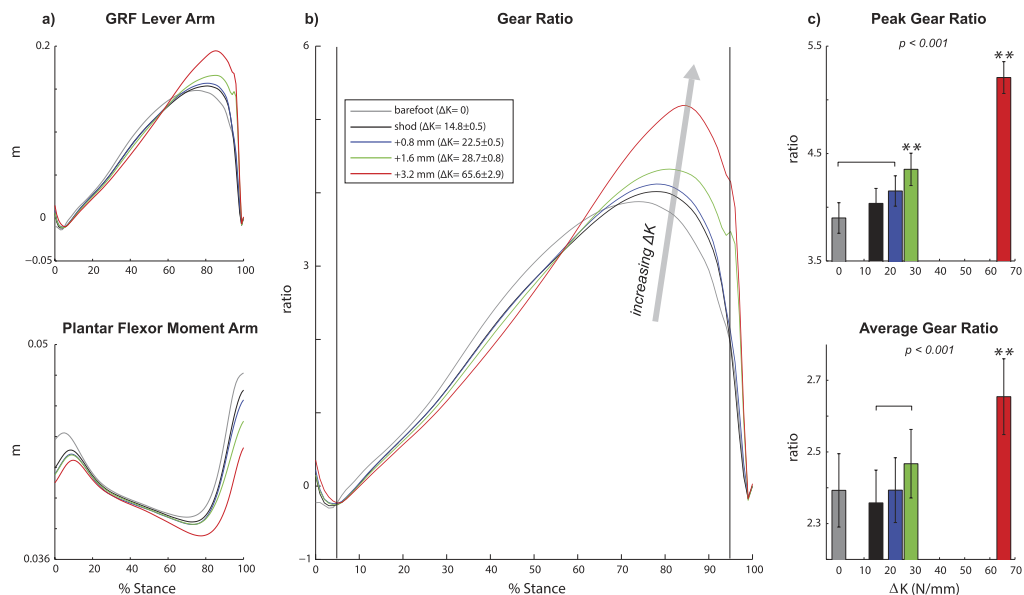 a)
GRF Lever Arm
0.2
m
0
−0.05
0 20 40 60 80 100
Plantar Flexor Moment Arm
0.05
m
0.036
0 20 40 60 80 100
% Stance
b)
Gear Ratio
6
barefoot (ΔK= 0)
shod (ΔK= 14.8±0.5)
+0.8 mm (ΔK= 22.5±0.5)
+1.6 mm (ΔK= 28.7±0.8)
+3.2 mm (ΔK= 65.6±2.9)
3
ratio
increasing ΔK
0
−1
0 10 20 30 40 50 60 70 80 90 100
% Stance
c)
Peak Gear Ratio
p < 0.001
5.5
**
4.5
**
ratio
3.5
0 10 20 30 40 50 60 70
Average Gear Ratio
p < 0.001
**
2.7
2.5
ratio
2.3
0 10 20 30 40 50 60 70
ΔK (N/mm)